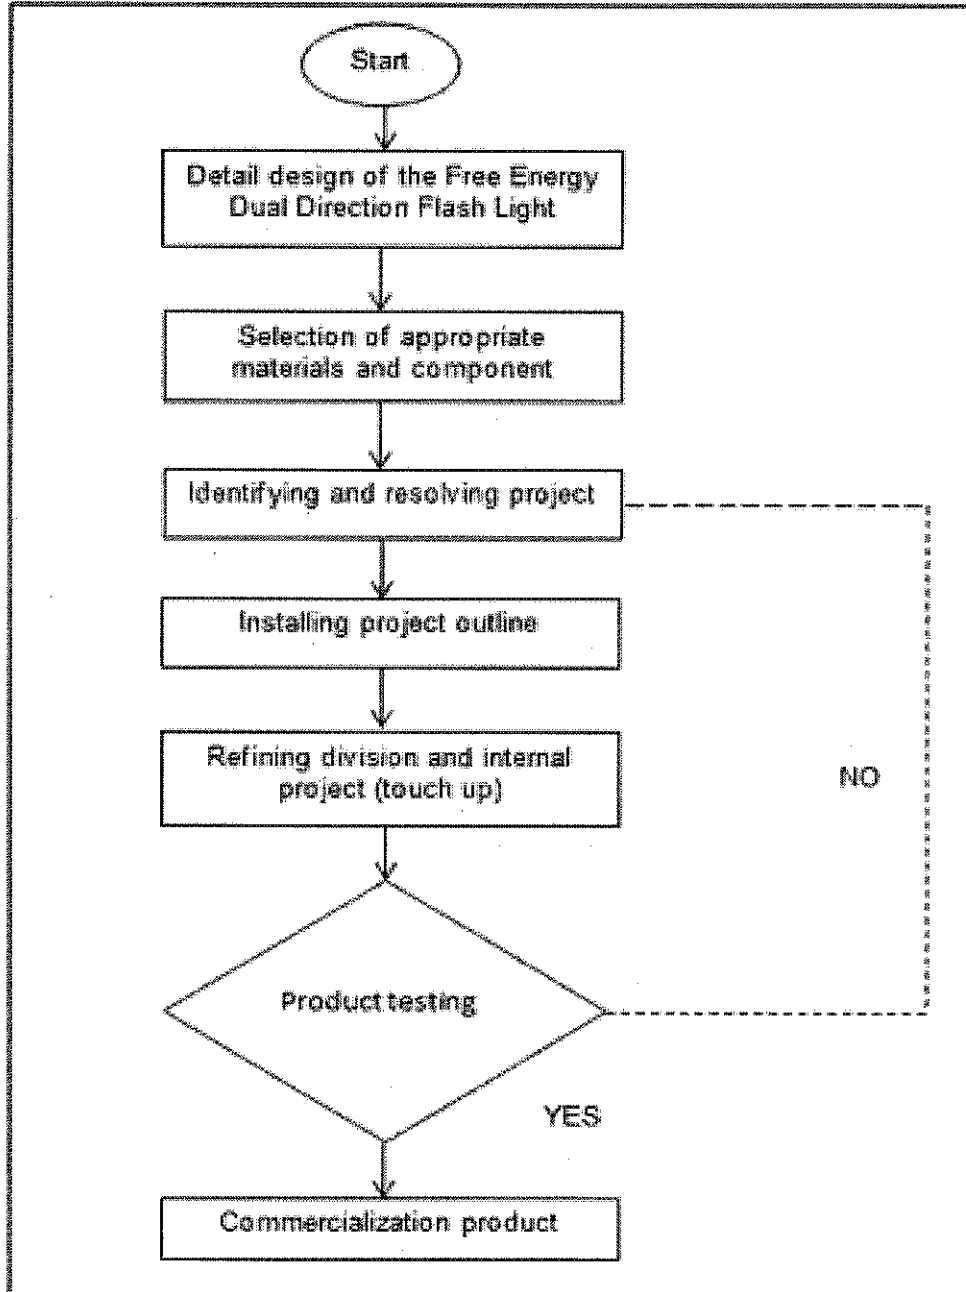 Start
Detail design of the Free Energy
Dual Direction Flash Light
Selection of appropriate
materials and component
Identifying and resolving project
Installing project outline
Refining division and internal
project (touch up)
NO
Product testing
YES
Commercialization product